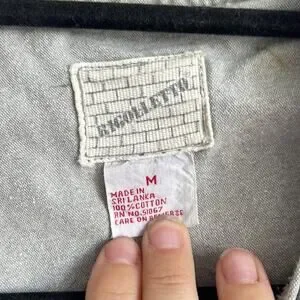 RIGOLLETTO
M
MADE IN
SRI LANKA
100% COTTON
RN NO.51067
CARE ON REVERSE